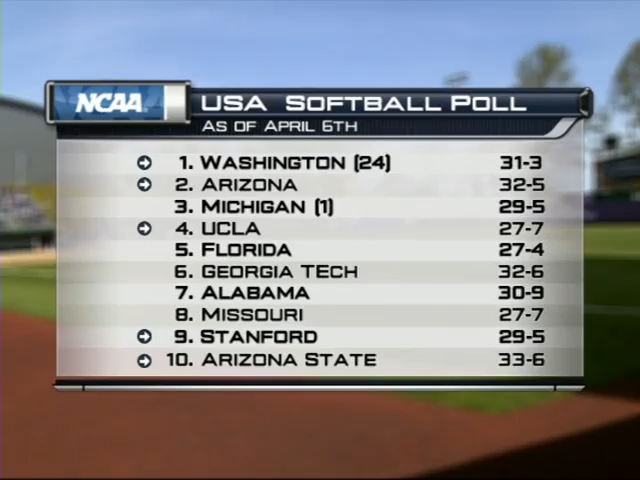 NCAA
USA SOFTBALL POLL
AS OF APRIL 6TH
1. WASHINGTON (24) 31-3
2. ARIZONA 32-5
3. MICHIGAN (1) 29-5
4. UCLA 27-7
5. FLORIDA 27-4
6. GEORGIA TECH 32-6
7. ALABAMA 30-9
8. MISSOURI 27-7
9. STANFORD 29-5
10. ARIZONA STATE 33-6